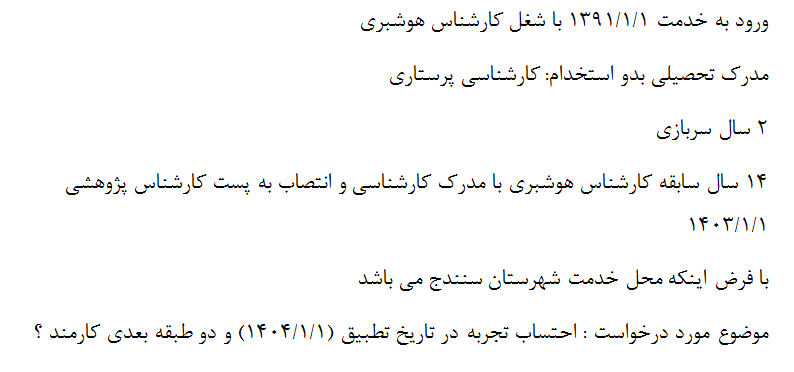 ورود به خدمت ۱۳۹۱/۱/۱ با شغل کارشناس هوشبری
مدرک تحصیلی بدو استخدام: کارشناسی پرستاری
۲ سال سربازی
۱۴ سال سابقه کارشناس هوشبری با مدرک کارشناسی و انتصاب به پست کارشناس پژوهشی
۱۴۰۳/۱/۱
با فرض اینکه محل خدمت شهرستان سنندج می باشد
موضوع مورد درخواست : احتساب تجربه در تاریخ تطبیق (۱۴۰۴/۱/۱) و دو طبقه بعدی کارمند ؟